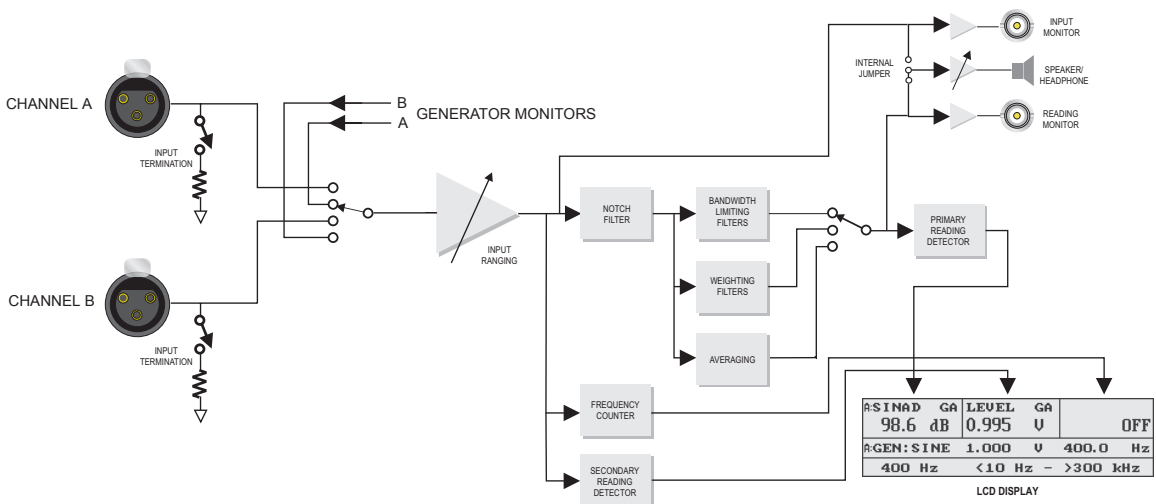 INPUT
MONITOR
INTERNAL
JUMPER
SPEAKER/
HEADPHONE
READING
MONITOR
CHANNEL A
INPUT
TERMINATION
B
A
GENERATOR MONITORS
INPUT
RANGING
NOTCH
FILTER
BANDWIDTH
LIMITING
FILTERS
PRIMARY
READING
DETECTOR
WEIGHTING
FILTERS
AVERAGING
CHANNEL B
INPUT
TERMINATION
FREQUENCY
COUNTER
SECONDARY
READING
DETECTOR
A:SINAD GA LEVEL GA
98.6 dB 0.995 V OFF
A:GEN:SINE 1.000 V 400.0 Hz
400 Hz <10 Hz - >300 kHz
LCD DISPLAY